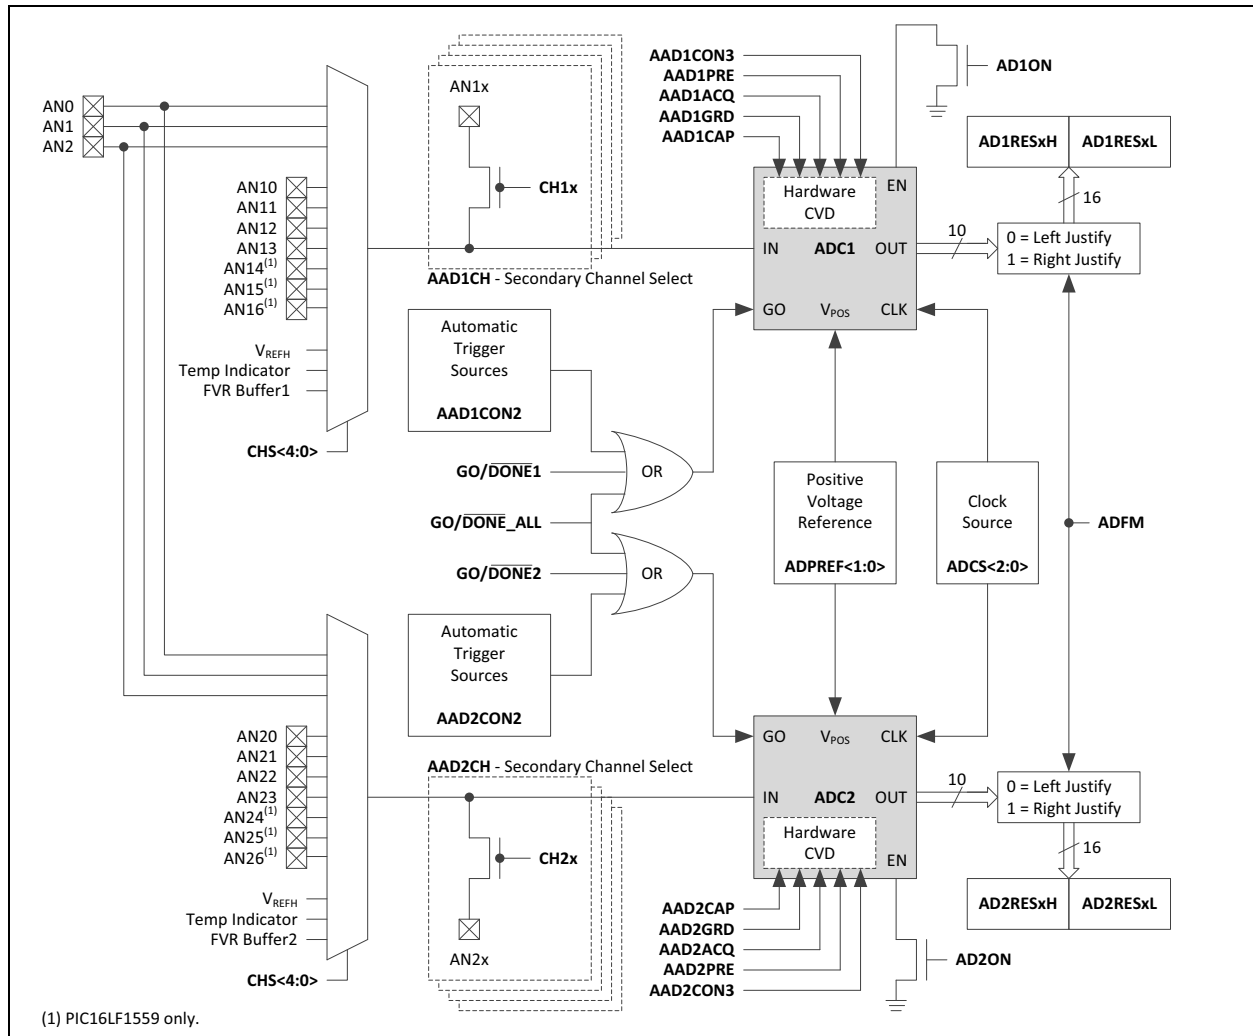 AN0
AN1
AN2
AN10
AN11
AN12
AN13
AN14(1)
AN15(1)
AN16(1)
VREFH
Temp Indicator
FVR Buffer1
CHS<4:0>
AN1x
CH1x
AAD1CH - Secondary Channel Select
AAD1CON3
AAD1PRE
AAD1ACQ
AAD1GRD
AAD1CAP
AD1ON
Hardware
CVD
EN
IN
ADC1
OUT
GO
VPOS
CLK
10
AD1RESxH
AD1RESxL
16
0 = Left Justify
1 = Right Justify
Automatic
Trigger
Sources
AAD1CON2
GO/DONE1
OR
GO/DONE_ALL
GO/DONE2
OR
Automatic
Trigger
Sources
AAD2CON2
Positive
Voltage
Reference
ADPREF<1:0>
Clock
Source
ADCS<2:0>
ADFM
AN20
AN21
AN22
AN23
AN24(1)
AN25(1)
AN26(1)
VREFH
Temp Indicator
FVR Buffer2
CHS<4:0>
AAD2CH - Secondary Channel Select
CH2x
AN2x
GO
VPOS
CLK
IN
ADC2
OUT
Hardware
CVD
EN
10
0 = Left Justify
1 = Right Justify
16
AD2RESxH
AD2RESxL
AAD2CAP
AAD2GRD
AAD2ACQ
AAD2PRE
AAD2CON3
AD2ON
(1) PIC16LF1559 only.